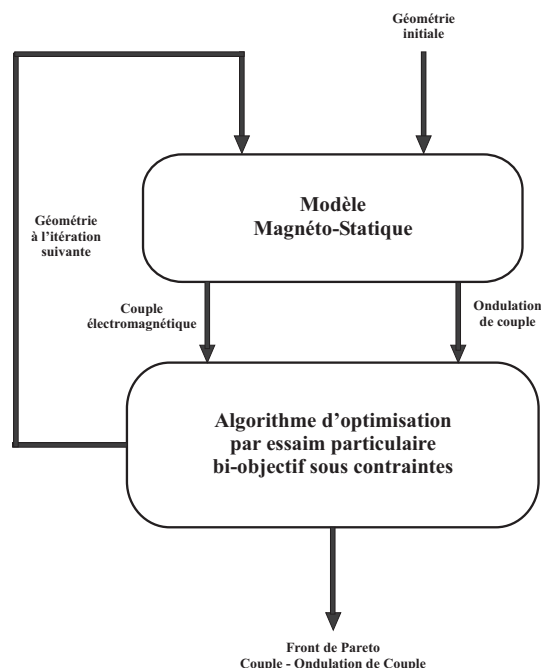 Géométrie
initiale
Modèle
Magnéto-Statique
Géométrie
à l'itération
suivante
Couple
électromagnétique
Ondulation
de couple
Algorithme d'optimisation
par essaim particulaire
bi-objectif sous contraintes
Front de Pareto
Couple - Ondulation de Couple